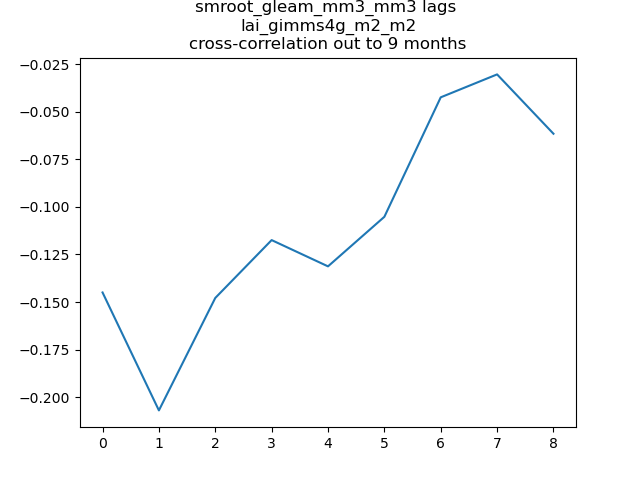 smroot_gleam_mm3_mm3 lags
lai_gimms4g_m2_m2
cross-correlation out to 9 months
−0.025
−0.050
−0.075
−0.100
−0.125
−0.150
−0.175
−0.200
0 1 2 3 4 5 6 7 8